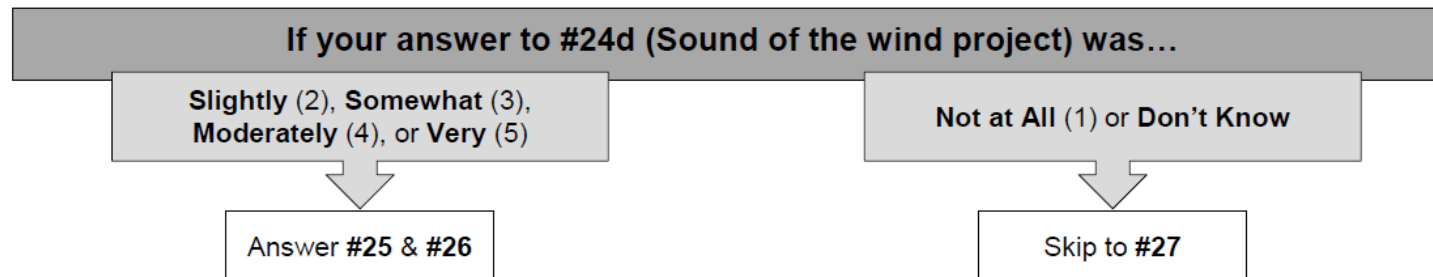 If your answer to #24d (Sound of the wind project) was…
Slightly (2), Somewhat (3),
Moderately (4), or Very (5)
Not at All (1) or Don’t Know
Answer #25 & #26
Skip to #27